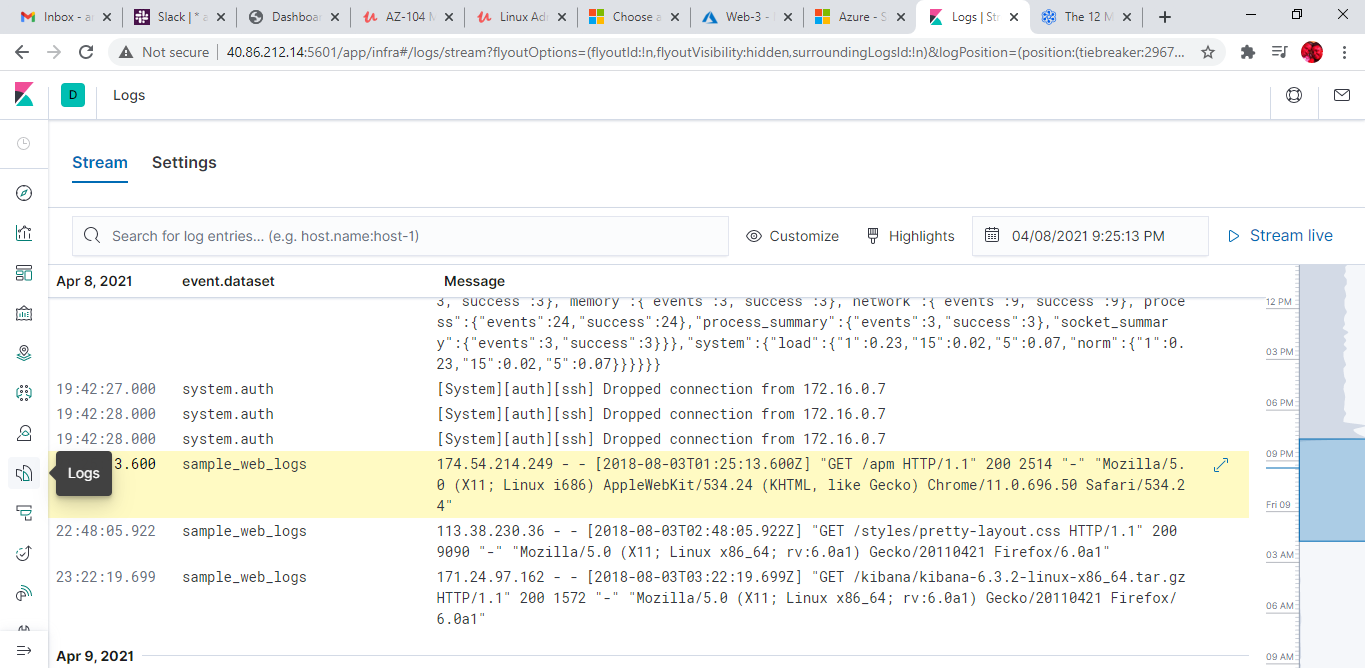 Inbox - an
Slack | * a
Dashboar
AZ-104 M
Linux Adr
Choose a
Web-3 -
Azure - S
Logs | Str
The 12 M
Not secure
40.86.212.14:5601/app/infra#/logs/stream?flyoutOptions=(flyoutId:!n,flyoutVisibility:hidden,surroundingLogsId:!n)&logPosition=(position:(tiebreaker:2967...
D
Logs
Stream
Settings
Search for log entries... (e.g. host.name:host-1)
Customize
Highlights
04/08/2021 9:25:13 PM
Stream live
Apr 8, 2021
event.dataset
Message
3," success":3}," memory":{" events":3," success":3}," network":{" events":9," success":9}," proce
ss":{"events":24,"success":24},"process_summary":{"events":3,"success":3},"socket_summar
y":{"events":3,"success":3}}},"system":{"load":{"1":0.23,"15":0.02,"5":0.07,"norm":{"1":0.
23,"15":0.02,"5":0.07}}}}}}
19:42:27.000 system.auth [System][auth][ssh] Dropped connection from 172.16.0.7
19:42:28.000 system.auth [System][auth][ssh] Dropped connection from 172.16.0.7
19:42:28.000 system.auth [System][auth][ssh] Dropped connection from 172.16.0.7
Logs
3.600 sample_web_logs 174.54.214.249 - - [2018-08-03T01:25:13.600Z] "GET /apm HTTP/1.1" 200 2514 "-" "Mozilla/5.
0 (X11; Linux i686) AppleWebKit/534.24 (KHTML, like Gecko) Chrome/11.0.696.50 Safari/534.2
4"
22:48:05.922 sample_web_logs 113.38.230.36 - - [2018-08-03T02:48:05.922Z] "GET /styles/pretty-layout.css HTTP/1.1" 200
9090 "-" "Mozilla/5.0 (X11; Linux x86_64; rv:6.0a1) Gecko/20110421 Firefox/6.0a1"
23:22:19.699 sample_web_logs 171.24.97.162 - - [2018-08-03T03:22:19.699Z] "GET /kibana/kibana-6.3.2-linux-x86_64.tar.gz
HTTP/1.1" 200 1572 "-" "Mozilla/5.0 (X11; Linux x86_64; rv:6.0a1) Gecko/20110421 Firefox/
6.0a1"
Apr 9, 2021
12 PM
03 PM
06 PM
09 PM
Fri 09
03 AM
06 AM
09 AM